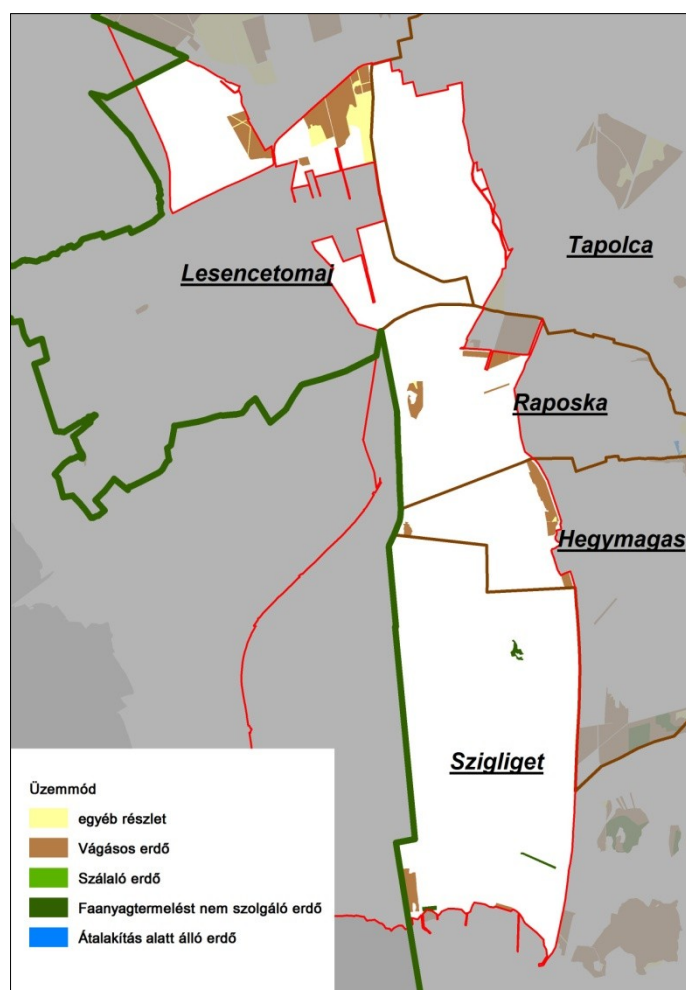 Tapolca
Lesencetomaj
Raposka
Hegymagas
Szigliget
Üzemmód
egyéb részlet
Vágásos erdő
Szálaló erdő
Faanyagtermelést nem szolgáló erdő
Átalakítás alatt álló erdő